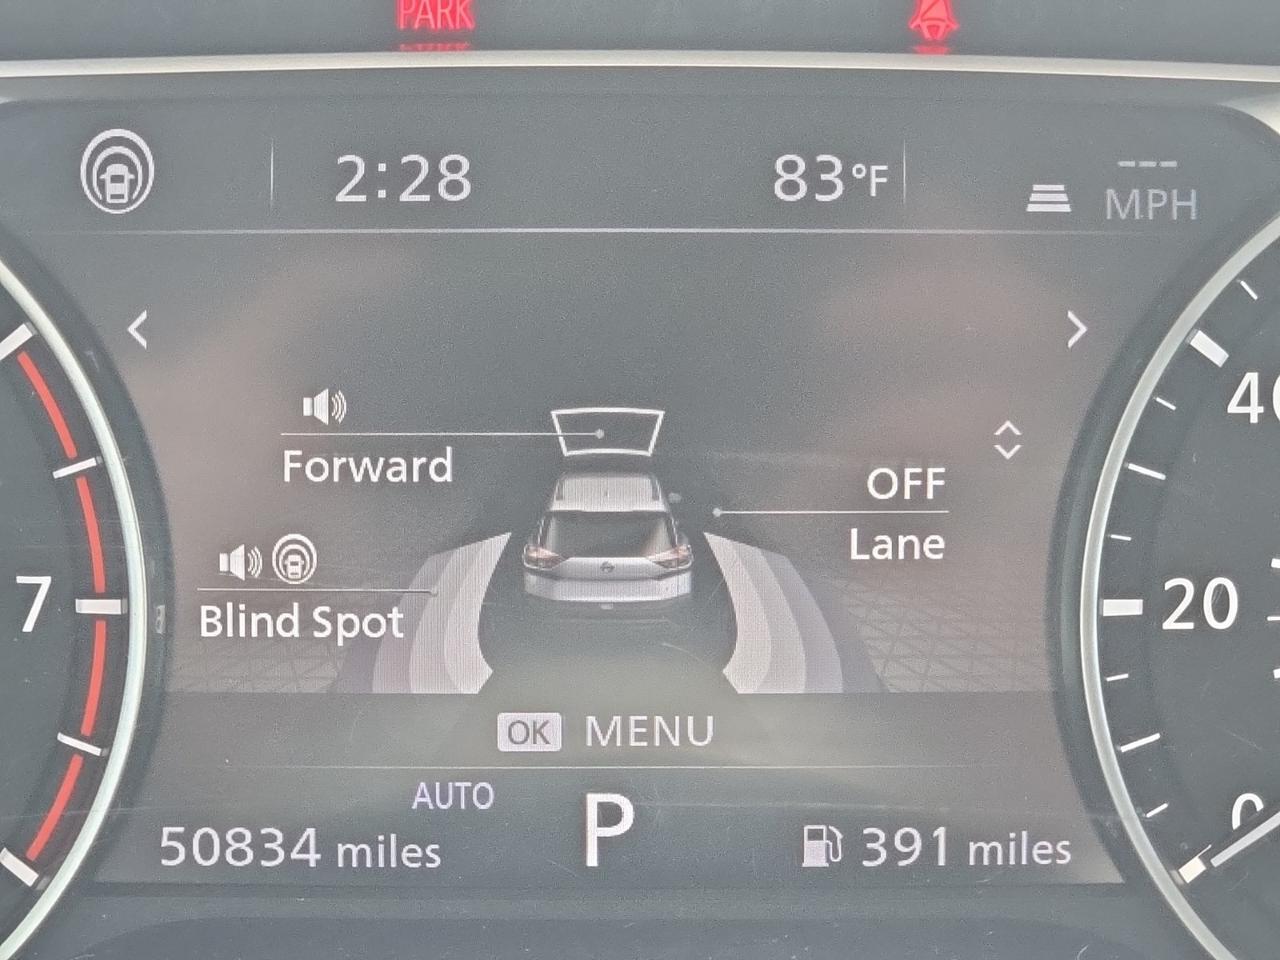 PARK
2:28 83°F --- MPH
Forward
OFF
Lane
Blind Spot
OK MENU
AUTO
50834 miles P 391 miles
7
40
20
0